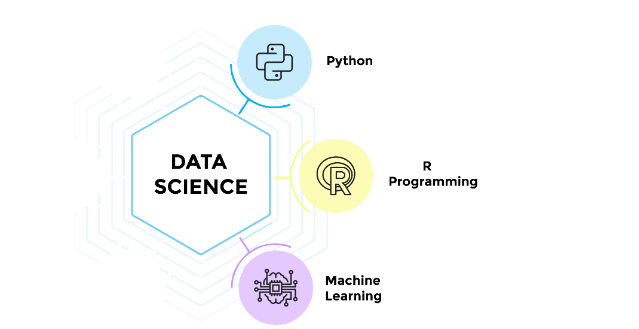 Python
DATA
SCIENCE
R
Programming
Machine
Learning